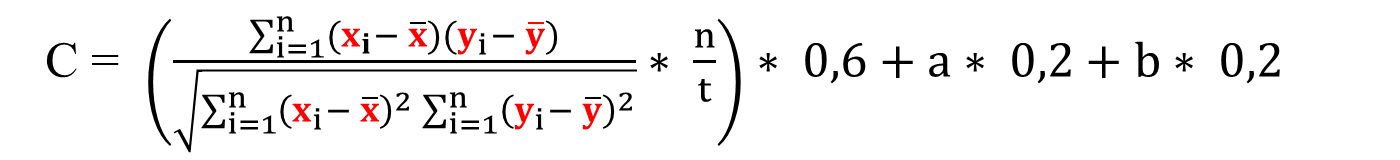 C = (∑ⁿᵢ₌₁(xᵢ− x̄)(yᵢ− ȳ) / √(∑ⁿᵢ₌₁(xᵢ− x̄)² ∑ⁿᵢ₌₁(yᵢ− ȳ)²) * n/t) * 0,6 + a * 0,2 + b * 0,2